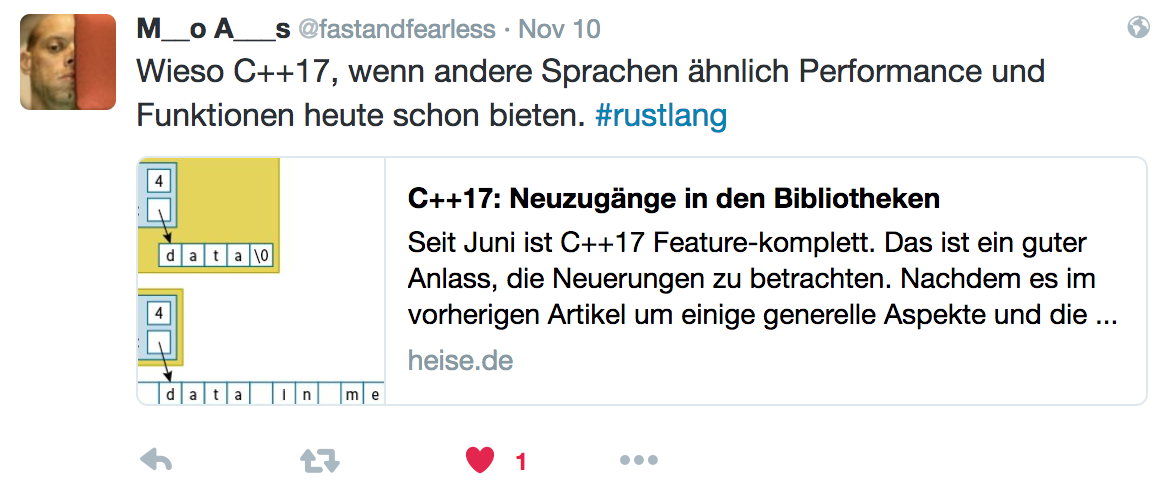 M__o A___s @fastandfearless · Nov 10
Wieso C++17, wenn andere Sprachen ähnlich Performance und
Funktionen heute schon bieten. #rustlang
4
d a t a \0
4
d a t a i n m e
C++17: Neuzugänge in den Bibliotheken
Seit Juni ist C++17 Feature-komplett. Das ist ein guter
Anlass, die Neuerungen zu betrachten. Nachdem es im
vorherigen Artikel um einige generelle Aspekte und die ...
heise.de
1